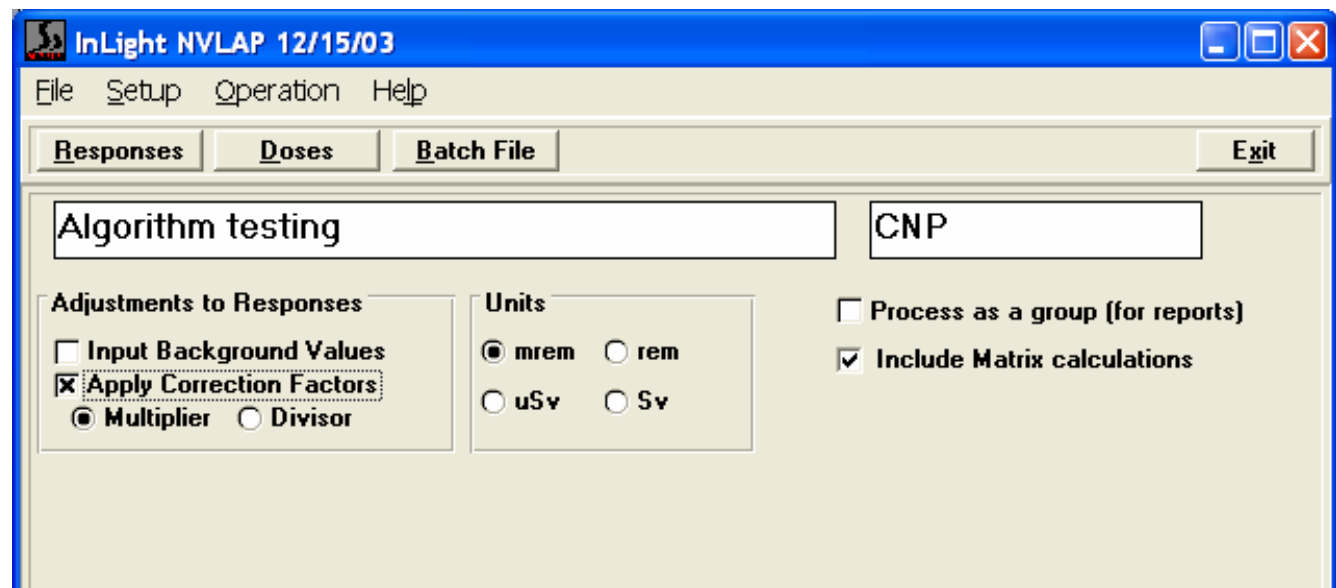 InLight NVLAP 12/15/03
File Setup Operation Help
Responses Doses Batch File Exit
Algorithm testing CNP
Adjustments to Responses Units
Process as a group (for reports)
Input Background Values mrem rem
Include Matrix calculations
Apply Correction Factors
uSv Sv
Multiplier Divisor